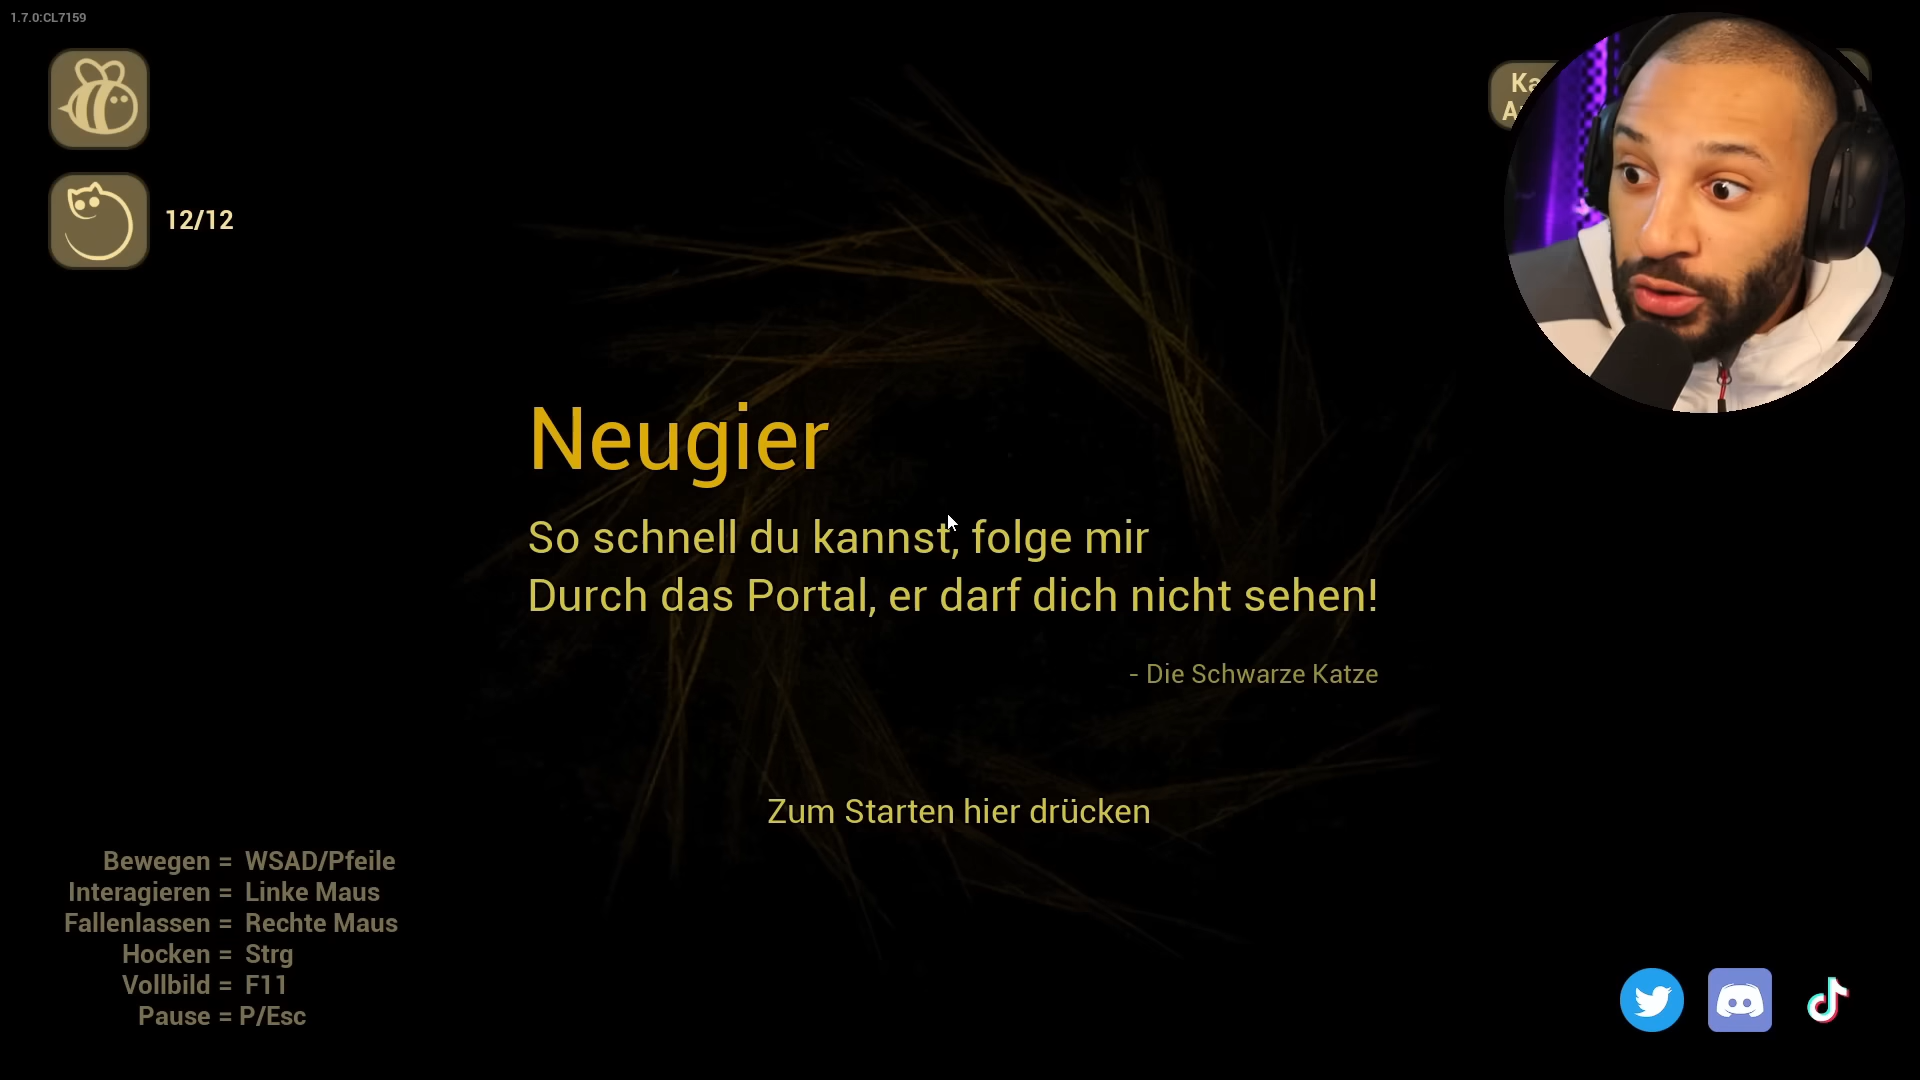 1.7.0:CL7159
12/12
Neugier
So schnell du kannst, folge mir
Durch das Portal, er darf dich nicht sehen!
- Die Schwarze Katze
Zum Starten hier drücken
Bewegen = WSAD/Pfeile
Interagieren = Linke Maus
Fallenlassen = Rechte Maus
Hocken = Strg
Vollbild = F11
Pause = P/Esc